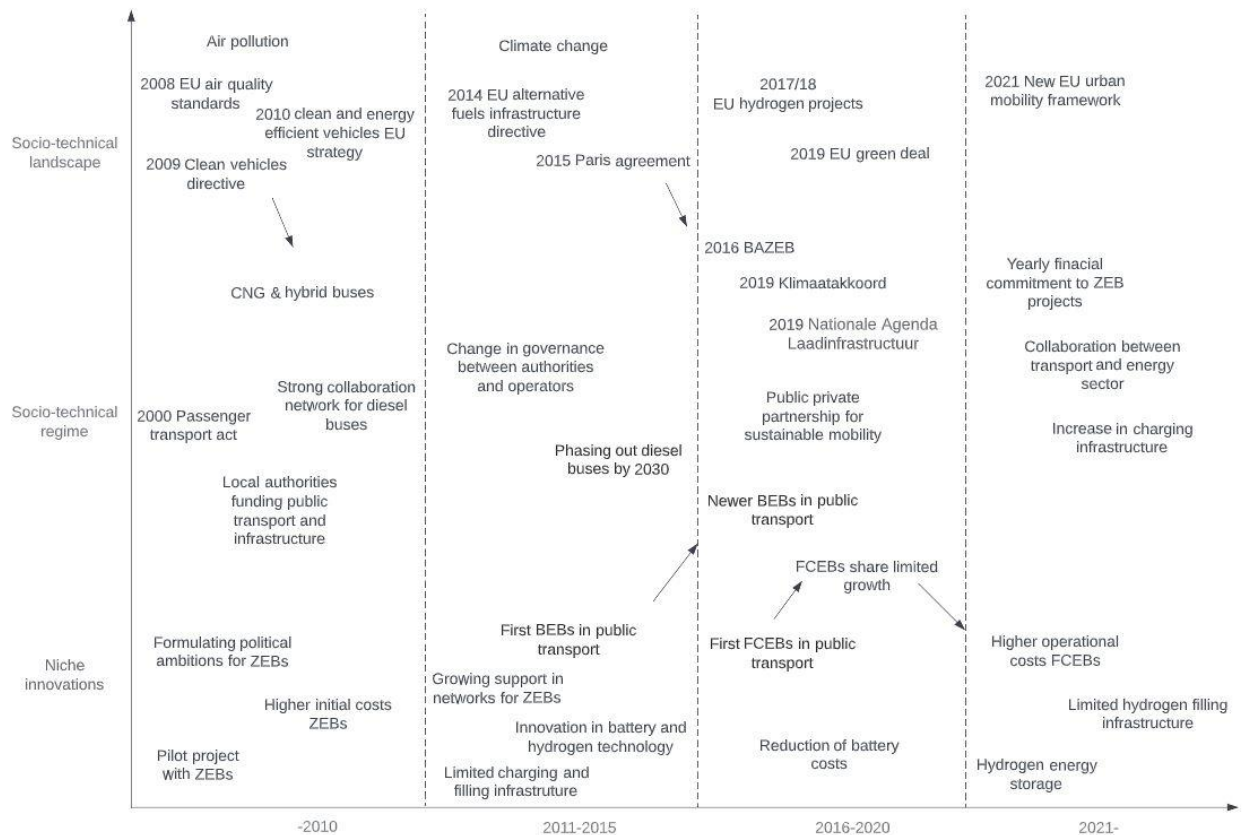 Socio-technical
landscape
Socio-technical
regime
Niche
innovations
Air pollution
2008 EU air quality
standards
2010 clean and energy
efficient vehicles EU
strategy
2009 Clean vehicles
directive
CNG & hybrid buses
Strong collaboration
network for diesel
buses
2000 Passenger
transport act
Local authorities
funding public
transport and
infrastructure
Formulating political
ambitions for ZEBs
Higher initial costs
ZEBs
Pilot project
with ZEBs
Climate change
2014 EU alternative
fuels infrastructure
directive
2015 Paris agreement
Change in governance
between authorities
and operators
Phasing out diesel
buses by 2030
First BEBs in public
transport
Growing support in
networks for ZEBs
Innovation in battery and
hydrogen technology
Limited charging and
filling infrastruture
2017/18
EU hydrogen projects
2019 EU green deal
2016 BAZEB
2019 Klimaatakkoord
2019 Nationale Agenda
Laadinfrastructuur
Public private
partnership for
sustainable mobility
Newer BEBs in public
transport
FCEBs share limited
growth
First FCEBs in public
transport
Reduction of battery
costs
2021 New EU urban
mobility framework
Yearly finacial
commitment to ZEB
projects
Collaboration between
transport and energy
sector
Increase in charging
infrastructure
Higher operational
costs FCEBs
Limited hydrogen filling
infrastructure
Hydrogen energy
storage
-2010
2011-2015
2016-2020
2021-